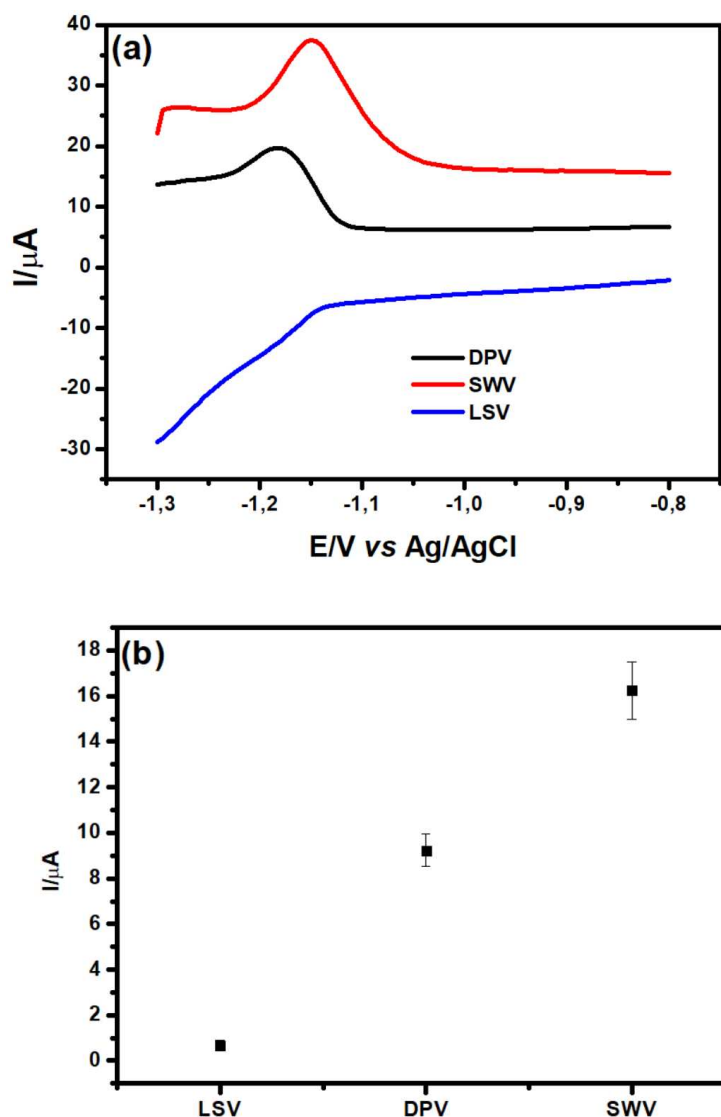 (a)
40
30
20
10
0
-10
-20
-30
I/μA
DPV
SWV
LSV
-1,3 -1,2 -1,1 -1,0 -0,9 -0,8
E/V vs Ag/AgCl
(b)
18
16
14
12
10
8
6
4
2
0
I/μA
LSV DPV SWV